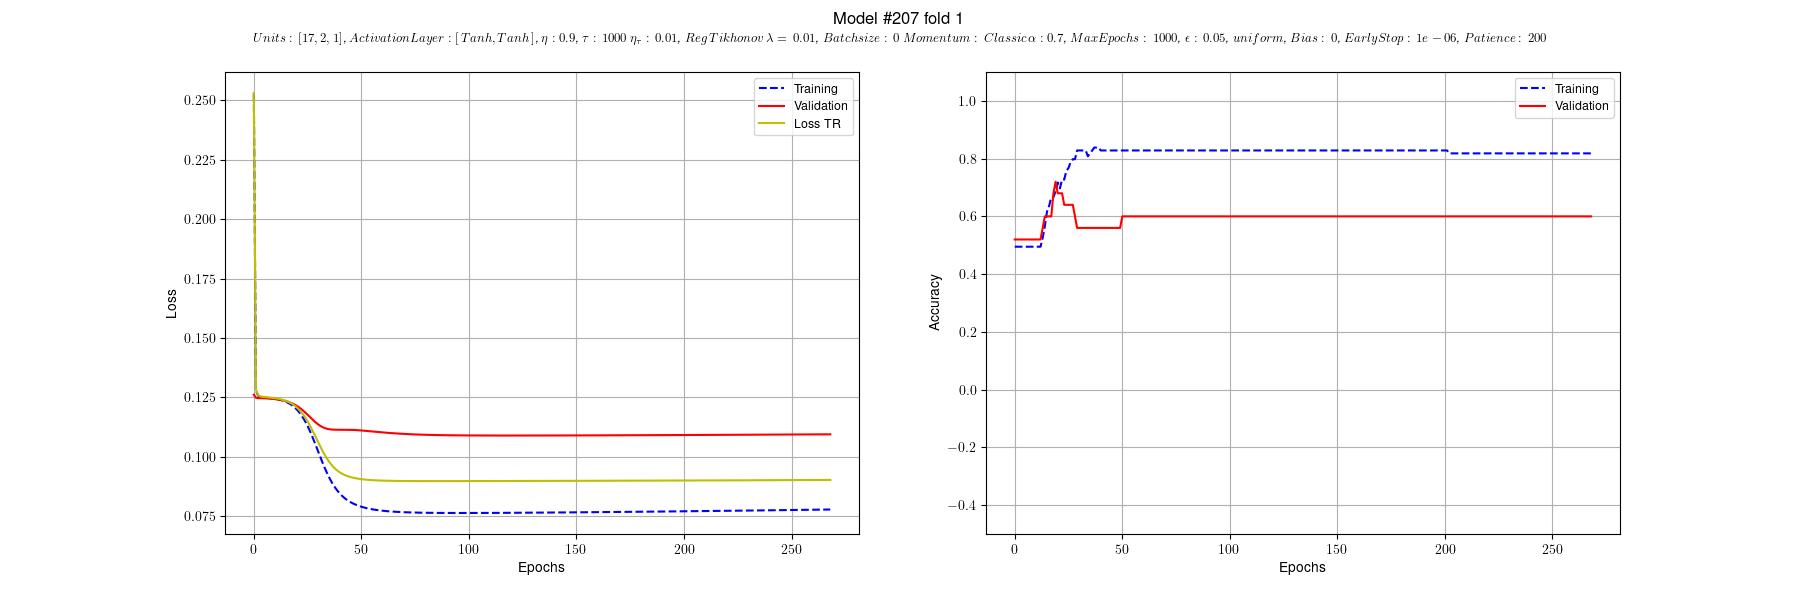 Model #207 fold 1
Units : [17, 2, 1], ActivationLayer : [ Tanh, Tanh ], η : 0.9, τ : 1000 ητ : 0.01, Reg Tikhonov λ = 0.01, Batchsize : 0 Momentum : Classic α : 0.7, MaxEpochs : 1000, ϵ : 0.05, uniform, Bias : 0, EarlyStop : 1e − 06, Patience : 200
Training
Validation
Loss TR
0.250
0.225
0.200
0.175
0.150
0.125
0.100
0.075
Loss
0 50 100 150 200 250
Epochs
Training
Validation
1.0
0.8
0.6
0.4
0.2
0.0
−0.2
−0.4
Accuracy
0 50 100 150 200 250
Epochs